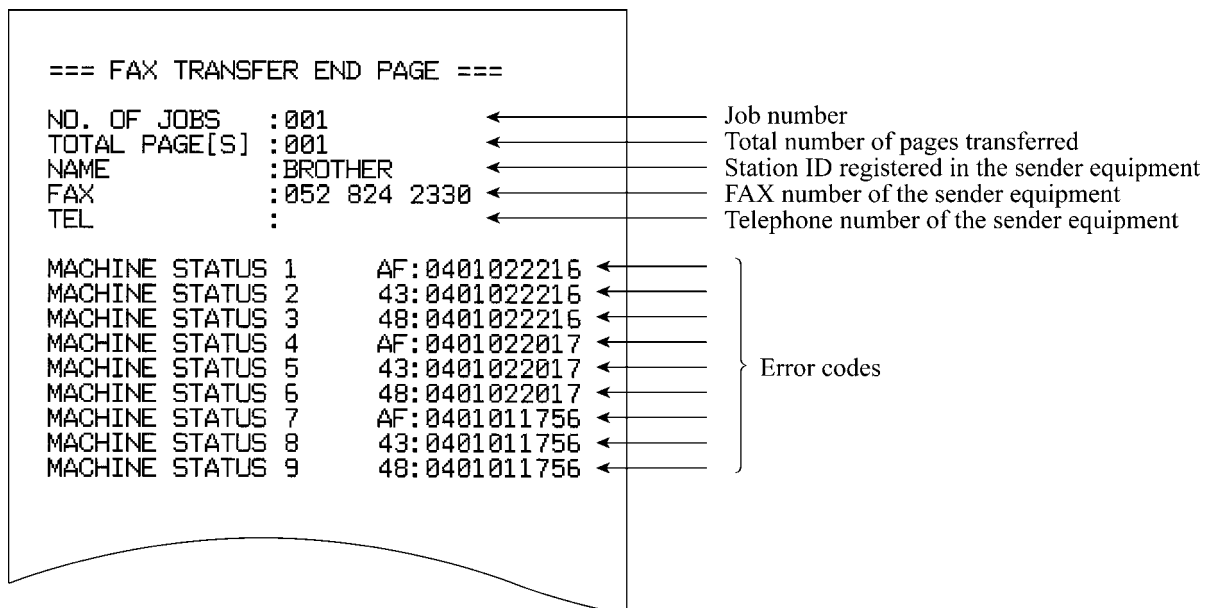 === FAX TRANSFER END PAGE ===
NO. OF JOBS :001 Job number
TOTAL PAGE[S] :001 Total number of pages transferred
NAME :BROTHER Station ID registered in the sender equipment
FAX :052 824 2330 FAX number of the sender equipment
TEL : Telephone number of the sender equipment
MACHINE STATUS 1 AF:0401022216
MACHINE STATUS 2 43:0401022216
MACHINE STATUS 3 48:0401022216
MACHINE STATUS 4 AF:0401022017
MACHINE STATUS 5 43:0401022017 Error codes
MACHINE STATUS 6 48:0401022017
MACHINE STATUS 7 AF:0401011756
MACHINE STATUS 8 43:0401011756
MACHINE STATUS 9 48:0401011756